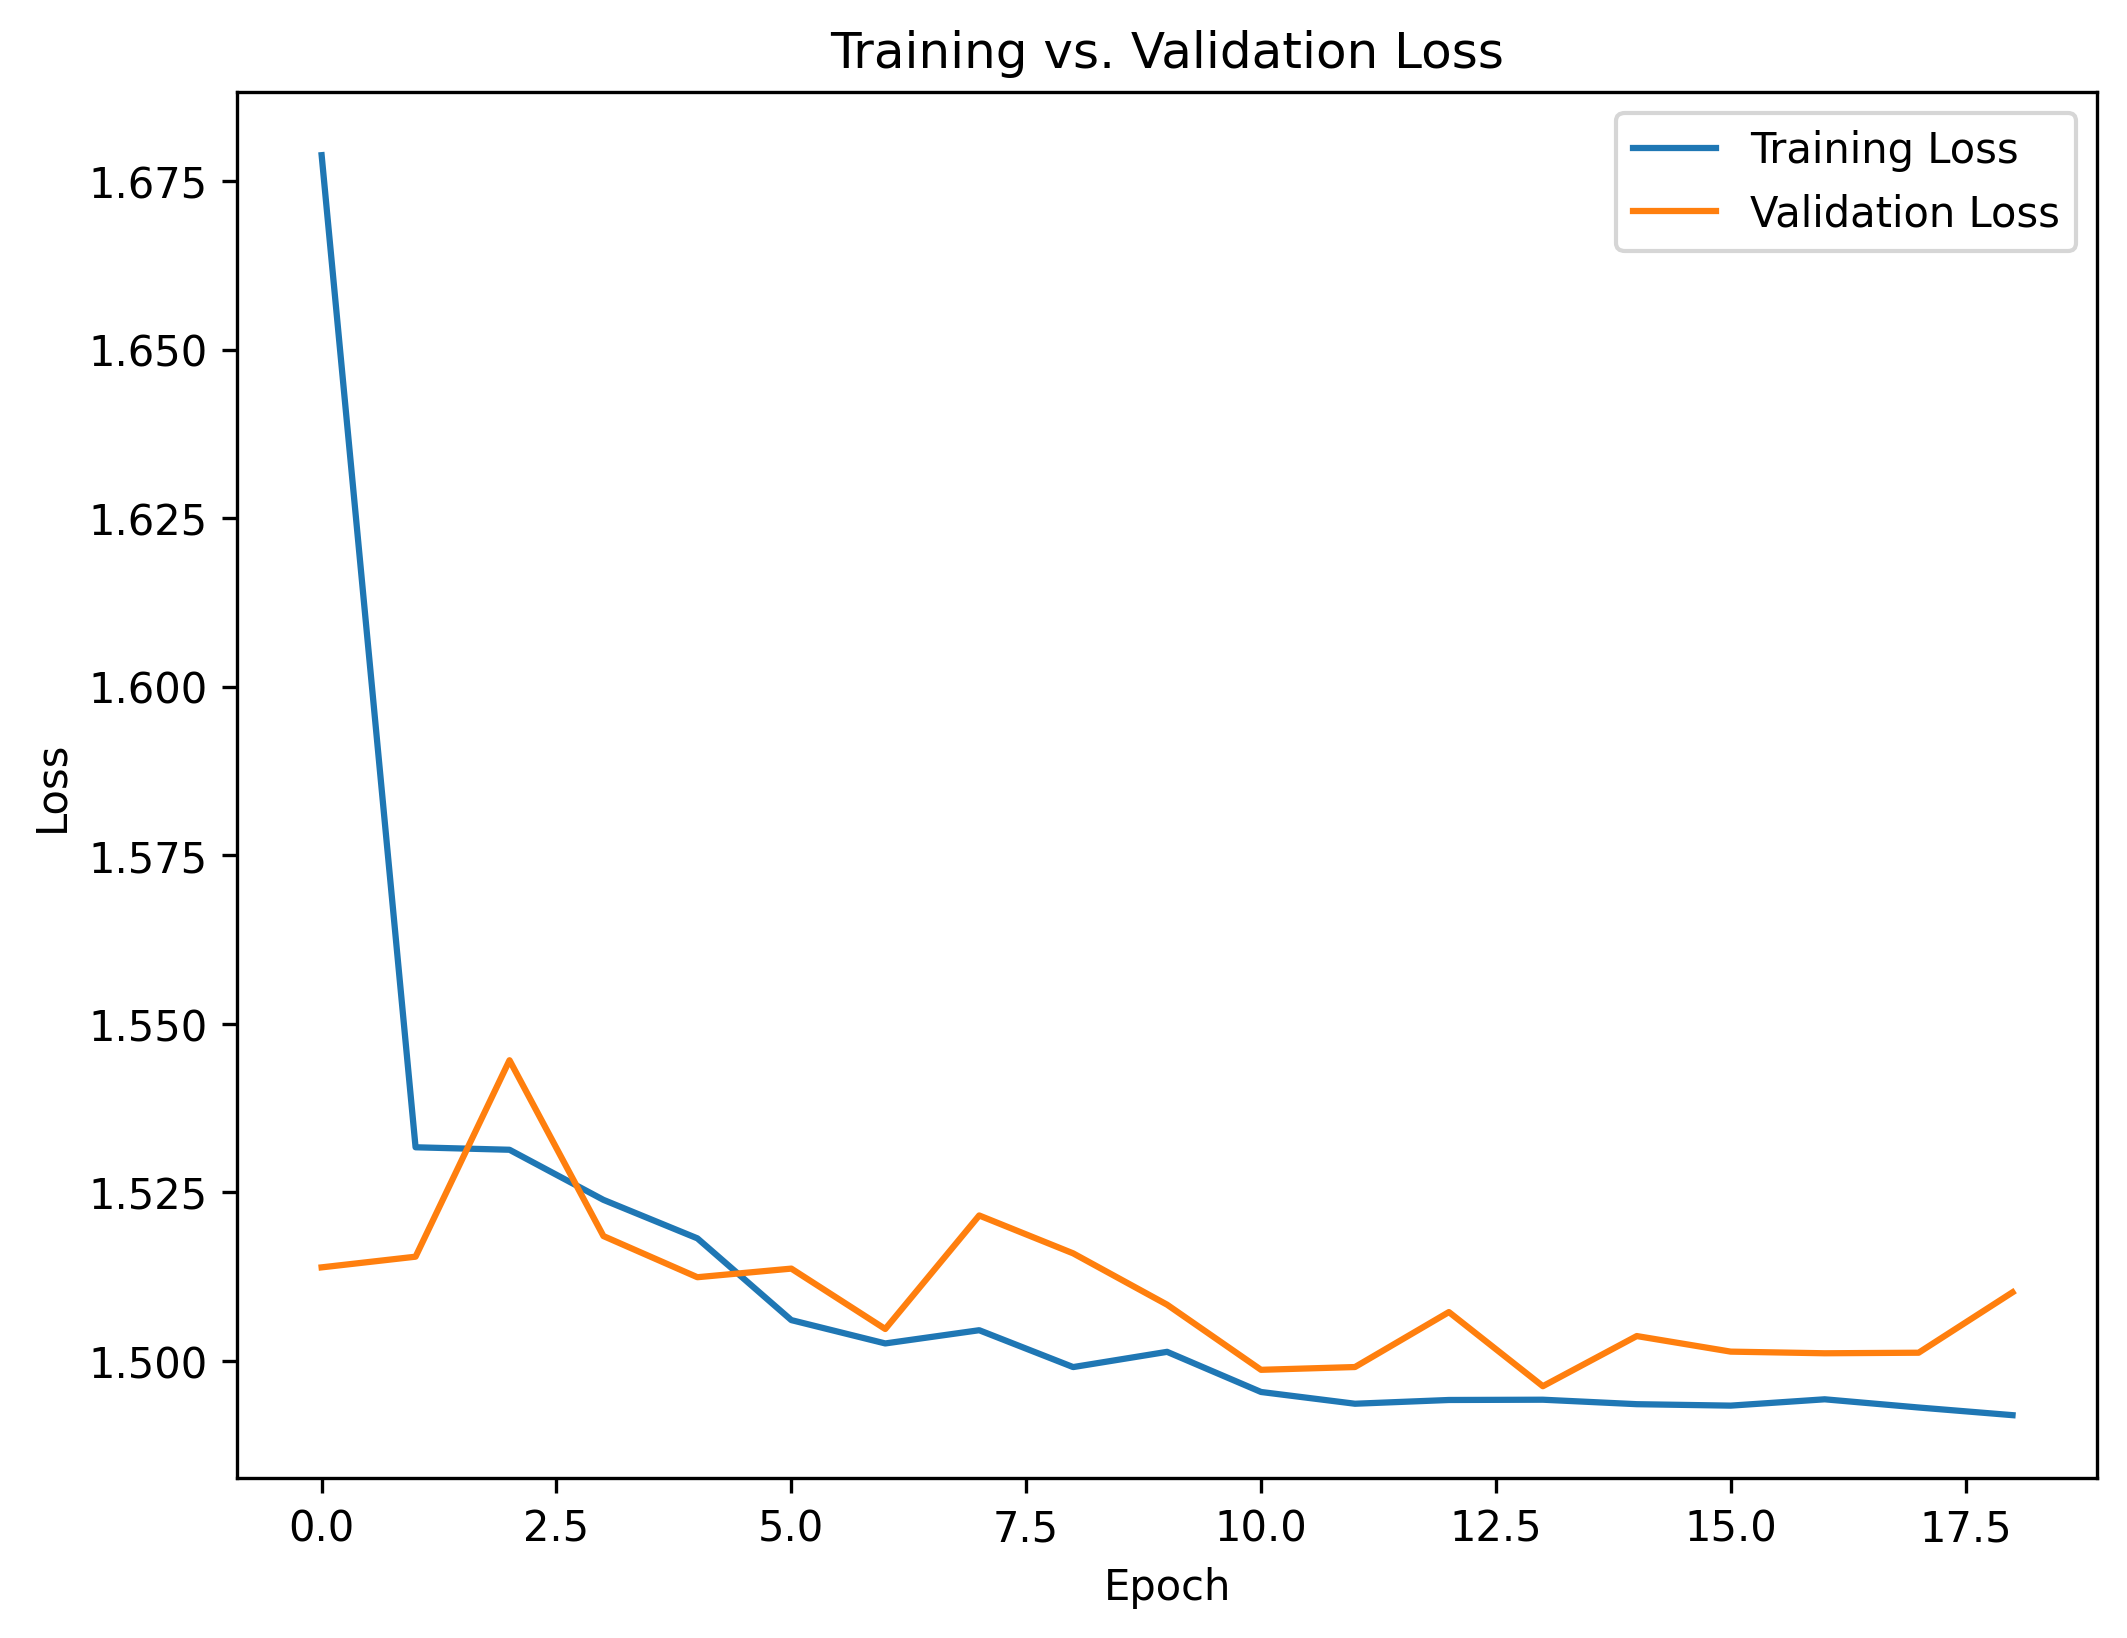 Training vs. Validation Loss
Training Loss
Validation Loss
1.675
1.650
1.625
1.600
1.575
1.550
1.525
1.500
Loss
0.0 2.5 5.0 7.5 10.0 12.5 15.0 17.5
Epoch